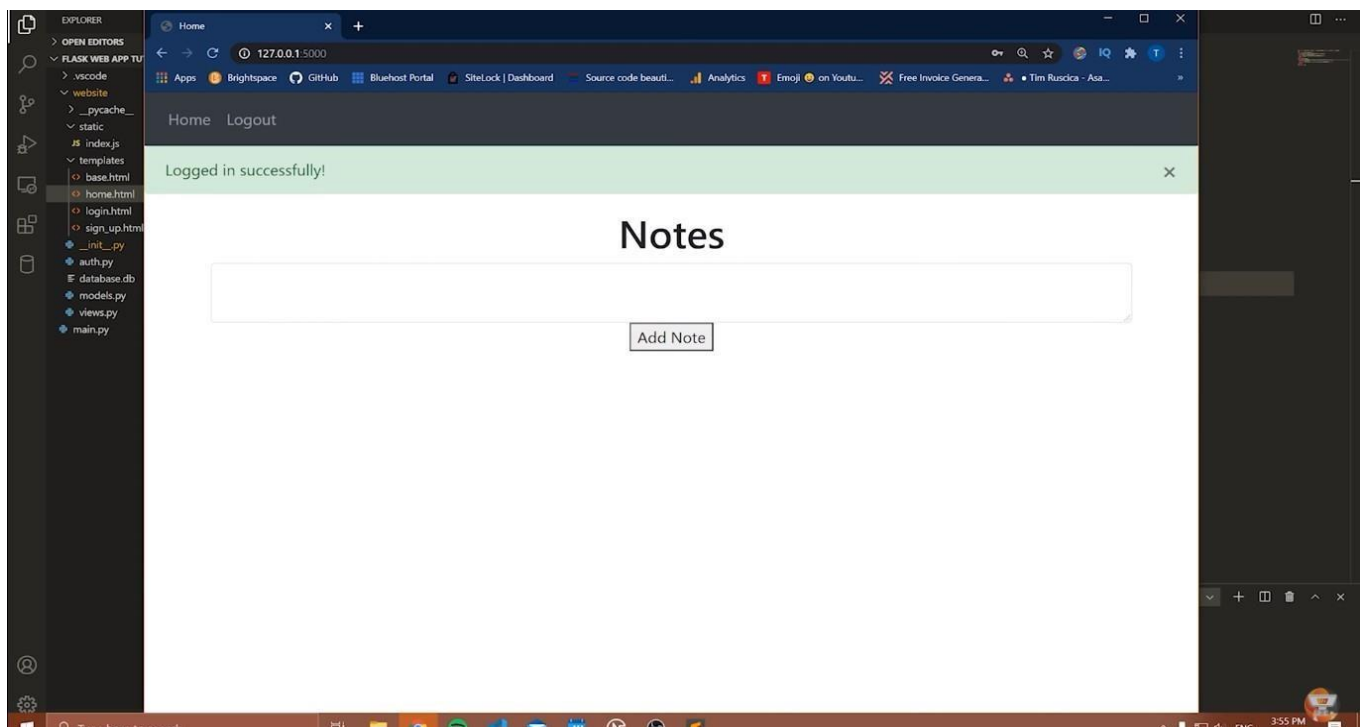 EXPLORER
> OPEN EDITORS
FLASK WEB APP TU
> .vscode
website
> __pycache__
static
JS index.js
templates
<> base.html
<> home.html
<> login.html
<> sign_up.html
__init__.py
auth.py
database.db
models.py
views.py
main.py
Home
127.0.0.1:5000
IQ
T
Apps Brightspace GitHub Bluehost Portal SiteLock | Dashboard Source code beauti... Analytics Emoji 😀 on Youtu... Free Invoice Genera... • Tim Ruscica - Asa... »
Home Logout
Logged in successfully!
Notes
Add Note
ENG 3:55 PM